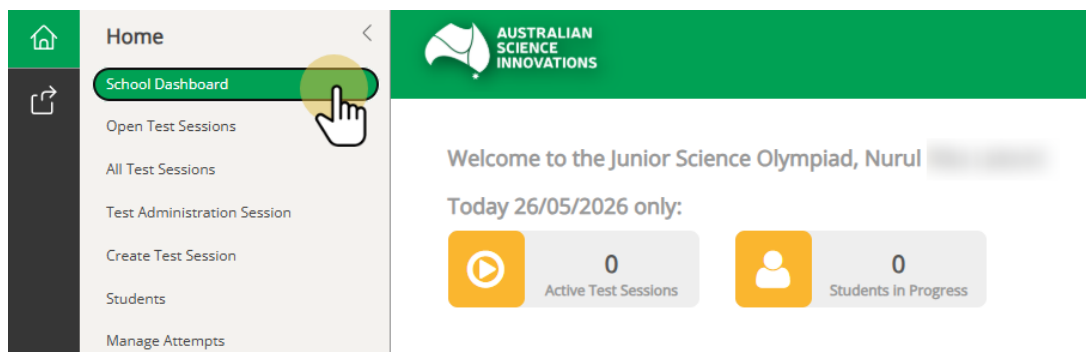 Home
School Dashboard
Open Test Sessions
All Test Sessions
Test Administration Session
Create Test Session
Students
Manage Attempts
AUSTRALIAN
SCIENCE
INNOVATIONS
Welcome to the Junior Science Olympiad, Nurul
Today 26/05/2026 only:
0
Active Test Sessions
0
Students in Progress